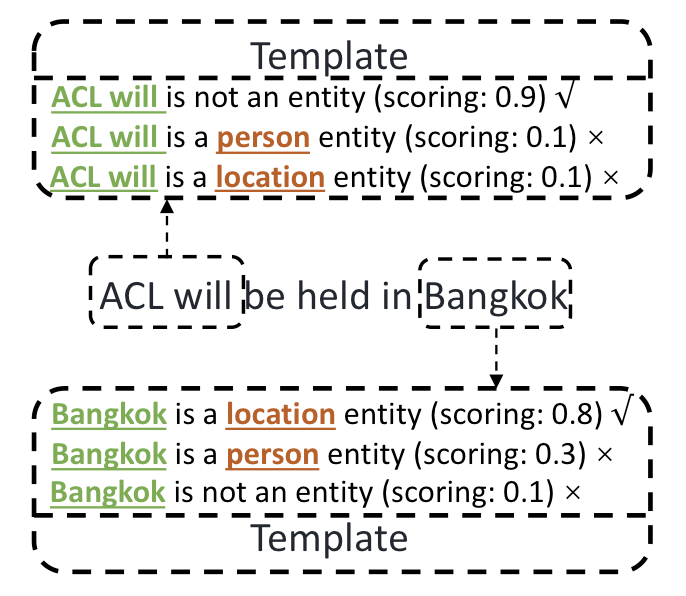 Template
ACL will is not an entity (scoring: 0.9) √
ACL will is a person entity (scoring: 0.1) ×
ACL will is a location entity (scoring: 0.1) ×
ACL will be held in Bangkok
Bangkok is a location entity (scoring: 0.8) √
Bangkok is a person entity (scoring: 0.3) ×
Bangkok is not an entity (scoring: 0.1) ×
Template